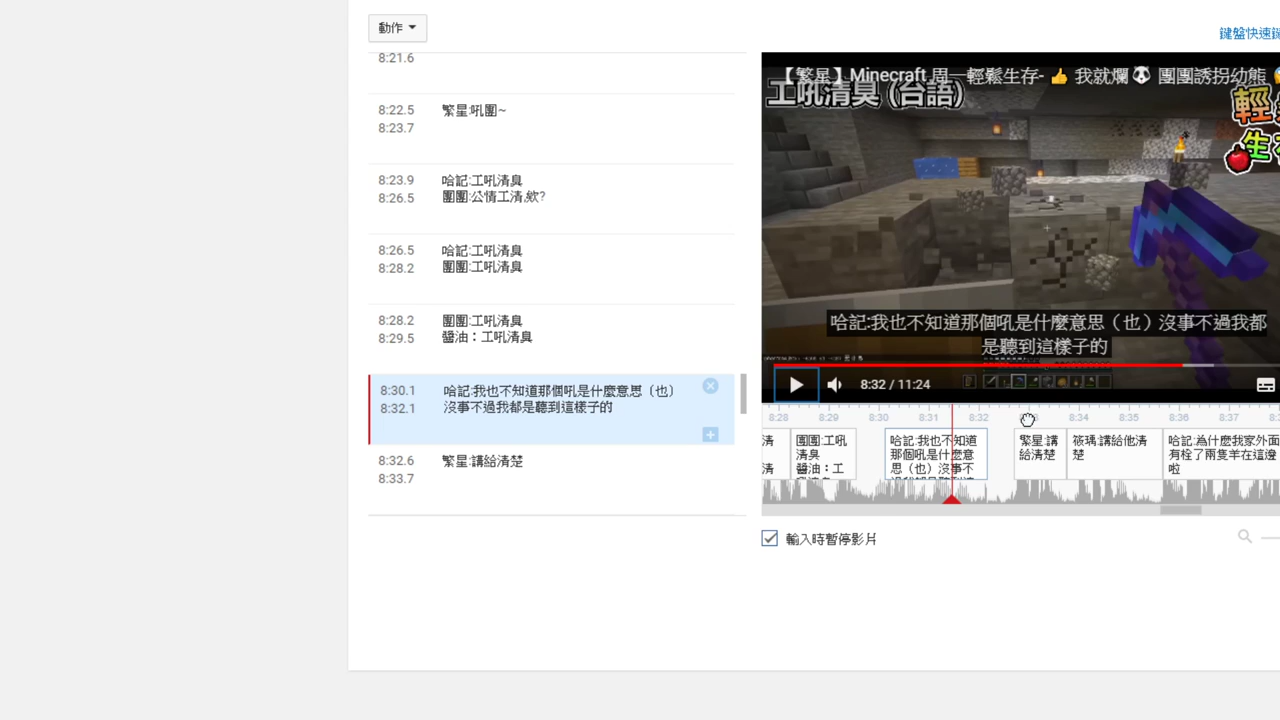 動作
鍵盤快速鍵
8:21.6
8:22.5
8:23.7
繁星:吼團~
8:23.9
8:26.5
哈記:工吼清臭
團團:公情工清,欸?
8:26.5
8:28.2
哈記:工吼清臭
團團:工吼清臭
8:28.2
8:29.5
團團:工吼清臭
醬油：工吼清臭
8:30.1
8:32.1
哈記:我也不知道那個吼是什麼意思（也）
沒事不過我都是聽到這樣子的
8:32.6
8:33.7
繁星:講給清楚
【繁星】Minecraft 周一輕鬆生存- 👍 我就爛🐼 團團誘拐幼熊
工吼清臭 (台語)
輕
生存
哈記:我也不知道那個吼是什麼意思（也）沒事不過我都
是聽到這樣子的
8:32 / 11:24
8:28 8:29 8:30 8:31 8:32 8:34 8:35 8:36 8:37
清
清
團團:工吼
清臭
醬油：工
哈記:我也不知道
那個吼是什麼意
思（也）沒事不
繁星:講
給清楚
筱瑀:講給他清
楚
哈記:為什麼我家外面
有栓了兩隻羊在這邊
啦
輸入時暫停影片